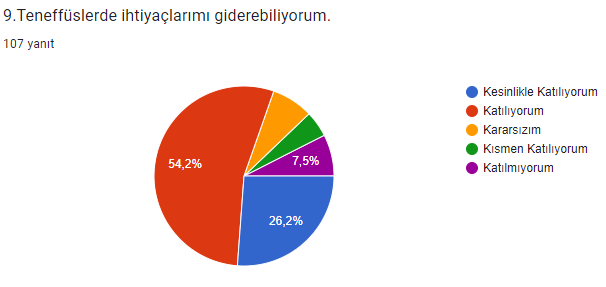 9.Teneffüslerde ihtiyaçlarımı giderebiliyorum.
107 yanıt
Kesinlikle Katılıyorum
Katılıyorum
Kararsızım
Kısmen Katılıyorum
Katılmıyorum
54,2%
7,5%
26,2%